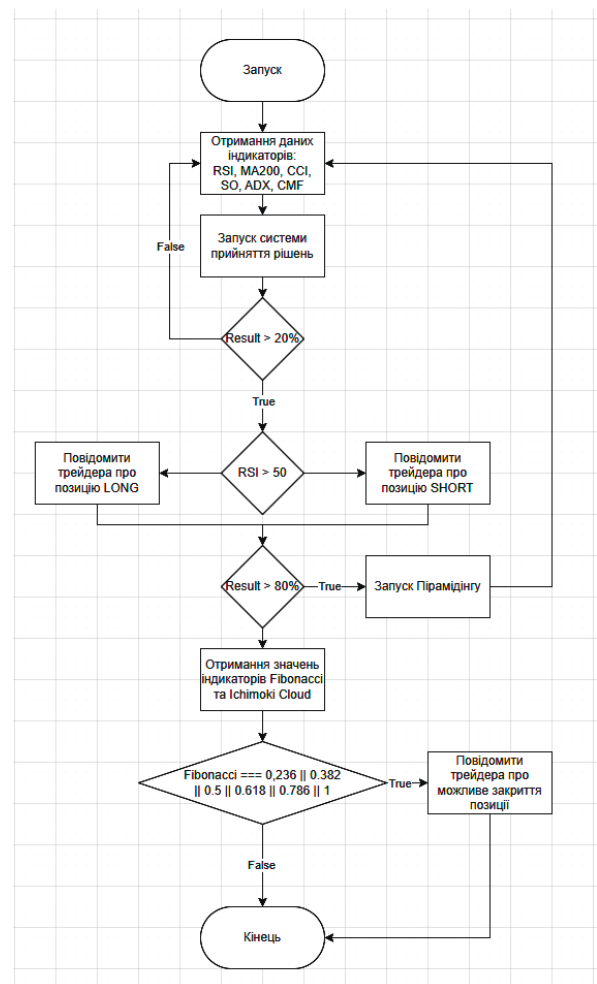 Запуск
Отримання даних
індикаторів:
RSI, MA200, CCI,
SO, ADX, CMF
False
Запуск системи
прийняття рішень
Result > 20%
True
Повідомити
трейдера про
позицію LONG
RSI > 50
Повідомити
трейдера про
позицію SHORT
Result > 80%
True
Запуск Пірамідінгу
Отримання значень
індикаторів Fibonacci
та Ichimoki Cloud
Fibonacci === 0,236 || 0.382
|| 0.5 || 0.618 || 0.786 || 1
True
Повідомити
трейдера про
можливе закриття
позиції
False
Кінець